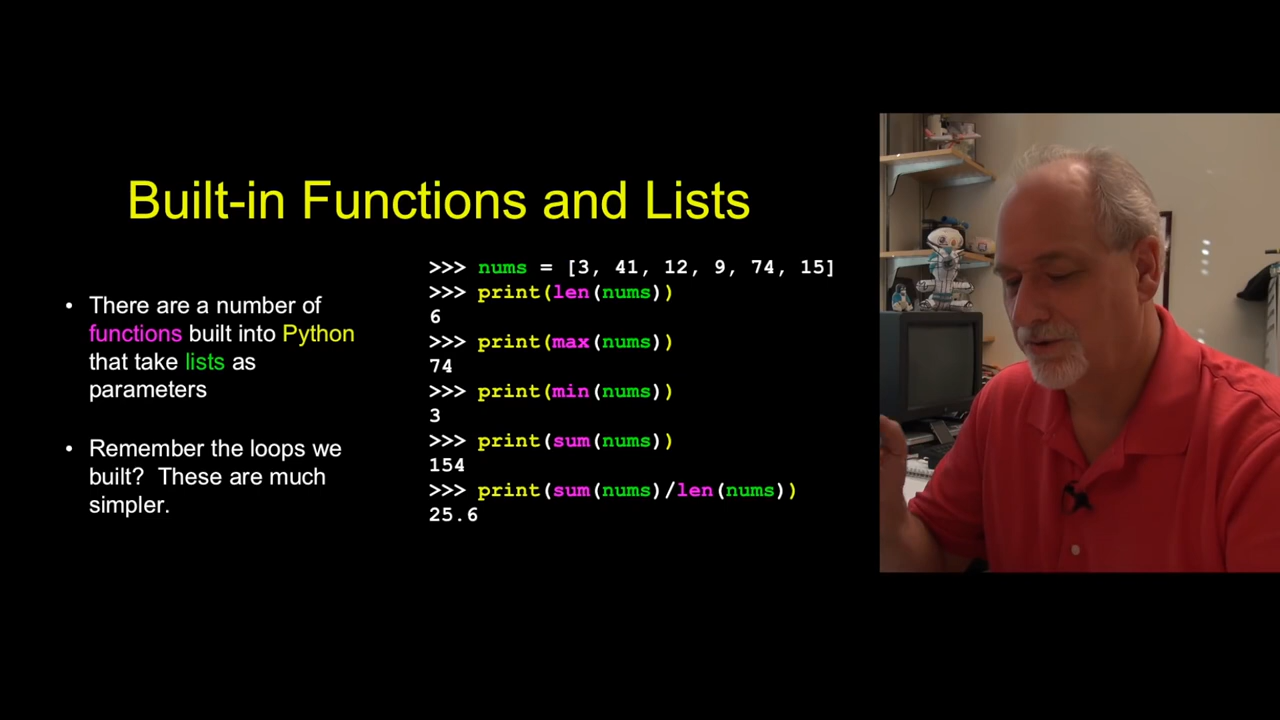 Built-in Functions and Lists
• There are a number of
functions built into Python
that take lists as
parameters
• Remember the loops we
built? These are much
simpler.
>>> nums = [3, 41, 12, 9, 74, 15]
>>> print(len(nums))
6
>>> print(max(nums))
74
>>> print(min(nums))
3
>>> print(sum(nums))
154
>>> print(sum(nums)/len(nums))
25.6